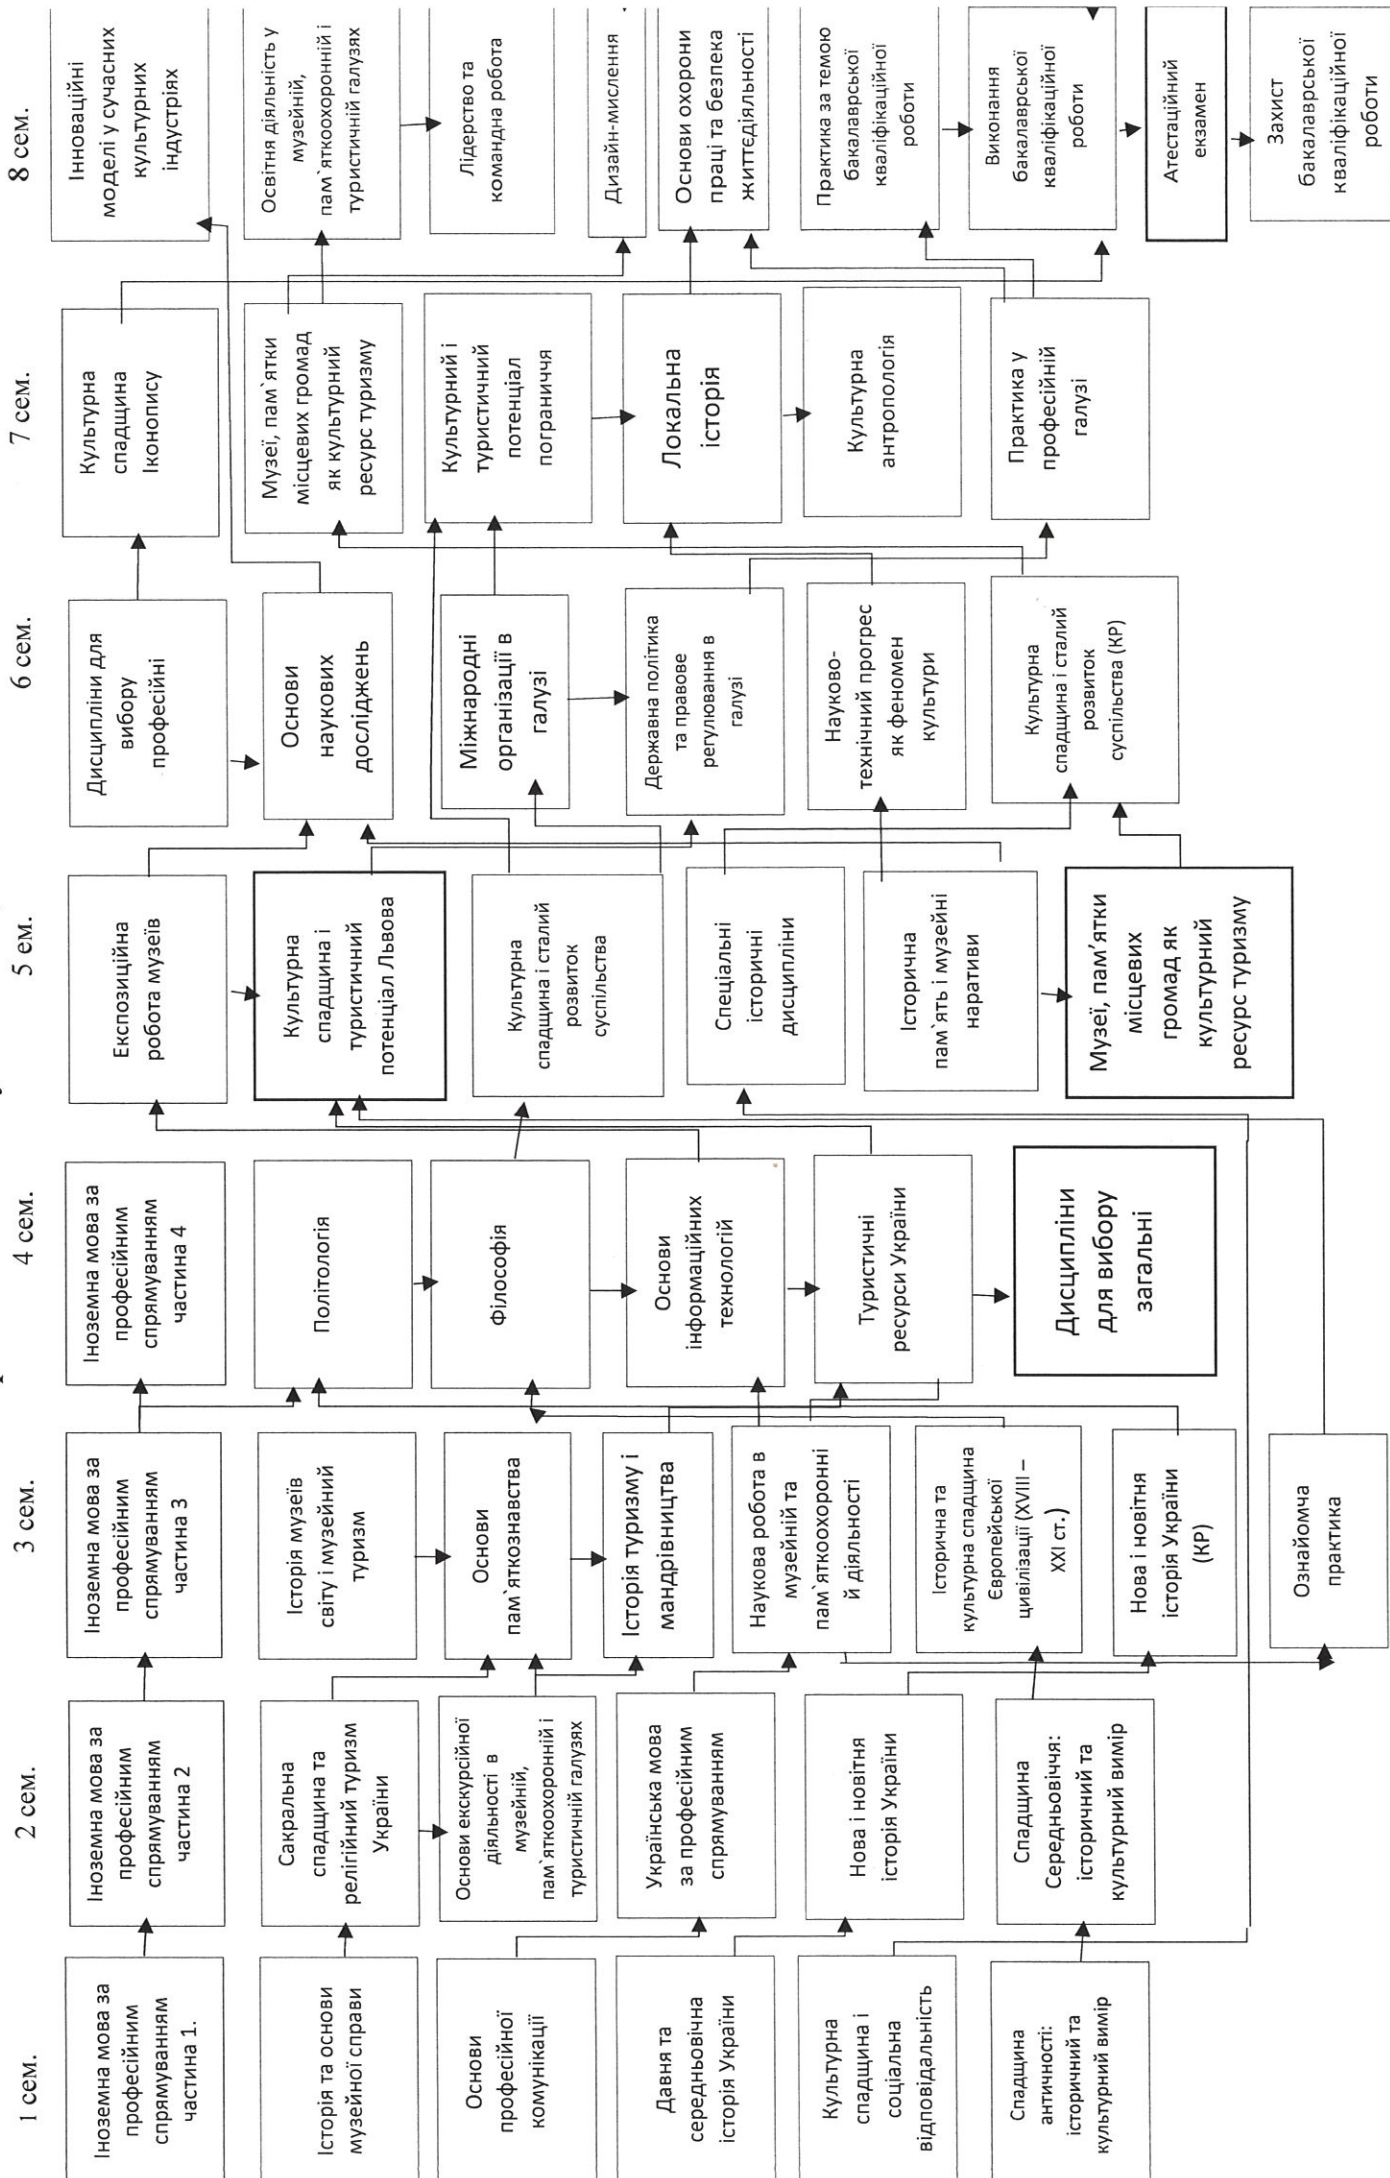 1 сем.
Іноземна мова за
професійним
спрямуванням
частина 1.
Історія та основи
музейної справи
Основи
професійної
комунікації
Давня та
середньовічна
історія України
Культурна
спадщина і
соціальна
відповідальність
Спадщина
античності:
історичний та
культурний вимір
2 сем.
Іноземна мова за
професійним
спрямуванням
частина 2
Сакральна
спадщина та
релігійний туризм
України
Основи екскурсійної
діяльності в
музейній,
пам`яткоохоронній і
туристичній галузях
Українська мова
за професійним
спрямуванням
Нова і новітня
історія України
Спадщина
Середньовіччя:
історичний та
культурний вимір
3 сем.
Іноземна мова за
професійним
спрямуванням
частина 3
Історія музеїв
світу і музейний
туризм
Основи
пам`яткознавства
Історія туризму і
мандрівництва
Наукова робота в
музейній та
пам`яткоохоронні
й діяльності
Історична та
культурна спадщина
Європейської
цивілізації (XVIII –
XXI ст.)
Нова і новітня
історія України
(КР)
Ознайомча
практика
4 сем.
Іноземна мова за
професійним
спрямуванням
частина 4
Політологія
Філософія
Основи
інформаційних
технологій
Туристичні
ресурси України
Дисципліни
для вибору
загальні
5 ем.
Експозиційна
робота музеїв
Культурна
спадщина і
туристичний
потенціал Львова
Культурна
спадщина і сталий
розвиток
суспільства
Спеціальні
історичні
дисципліни
Історична
пам`ять і музейні
наративи
Музеї, пам’ятки
місцевих
громад як
культурний
ресурс туризму
6 сем.
Дисципліни для
вибору
професійні
Основи
наукових
досліджень
Міжнародні
організації в
галузі
Державна політика
та правове
регулювання в
галузі
Науково-
технічний прогрес
як феномен
культури
Культурна
спадщина і сталий
розвиток
суспільства (КР)
7 сем.
Культурна
спадщина
Іконопису
Музеї, пам`ятки
місцевих громад
як культурний
ресурс туризму
Культурний і
туристичний
потенціал
пограниччя
Локальна
історія
Культурна
антропологія
Практика у
професійній
галузі
8 сем.
Інноваційні
моделі у сучасних
культурних
індустріях
Освітня діяльність у
музейній,
пам`яткоохоронній і
туристичній галузях
Лідерство та
командна робота
Дизайн-мислення
Основи охорони
праці та безпека
життєдіяльності
Практика за темою
бакалаврської
кваліфікаційної
роботи
Виконання
бакалаврської
кваліфікаційної
роботи
Атестаційний
екзамен
Захист
бакалаврської
кваліфікаційної
роботи